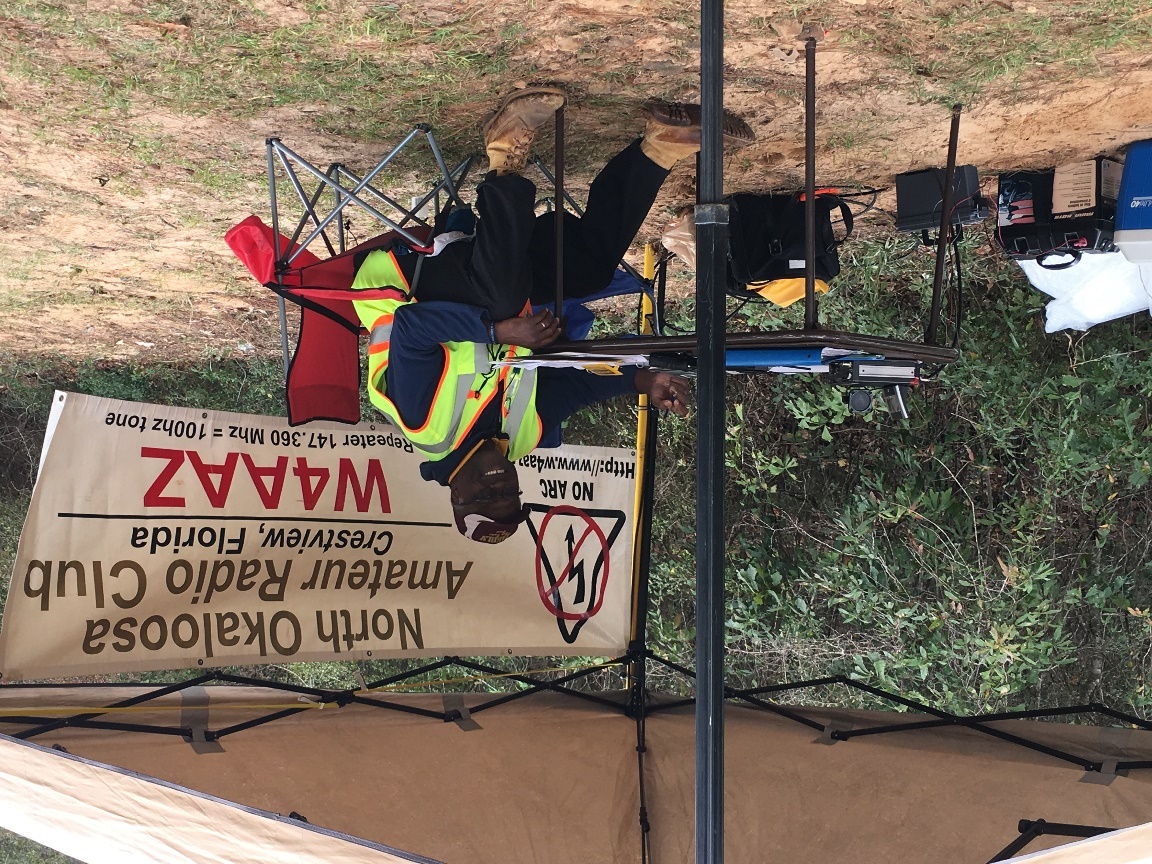 North Okaloosa
Amateur Radio Club
Crestview, Florida
W4AAZ
Repeater 147.360 Mhz = 100hz tone
NO ARC
Http://www.w4aaz